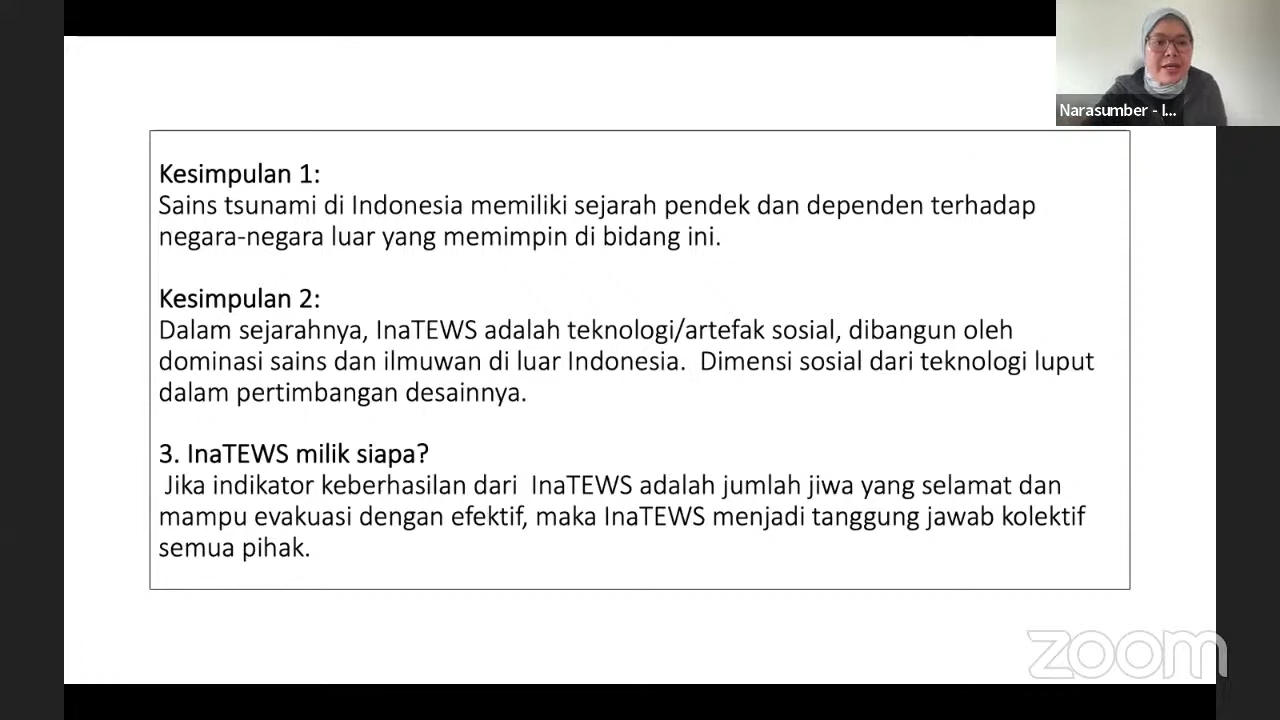 Narasumber - I...
Kesimpulan 1:
Sains tsunami di Indonesia memiliki sejarah pendek dan dependen terhadap
negara-negara luar yang memimpin di bidang ini.
Kesimpulan 2:
Dalam sejarahnya, InaTEWS adalah teknologi/artefak sosial, dibangun oleh
dominasi sains dan ilmuwan di luar Indonesia.  Dimensi sosial dari teknologi luput
dalam pertimbangan desainnya.
3. InaTEWS milik siapa?
Jika indikator keberhasilan dari  InaTEWS adalah jumlah jiwa yang selamat dan
mampu evakuasi dengan efektif, maka InaTEWS menjadi tanggung jawab kolektif
semua pihak.
zoom